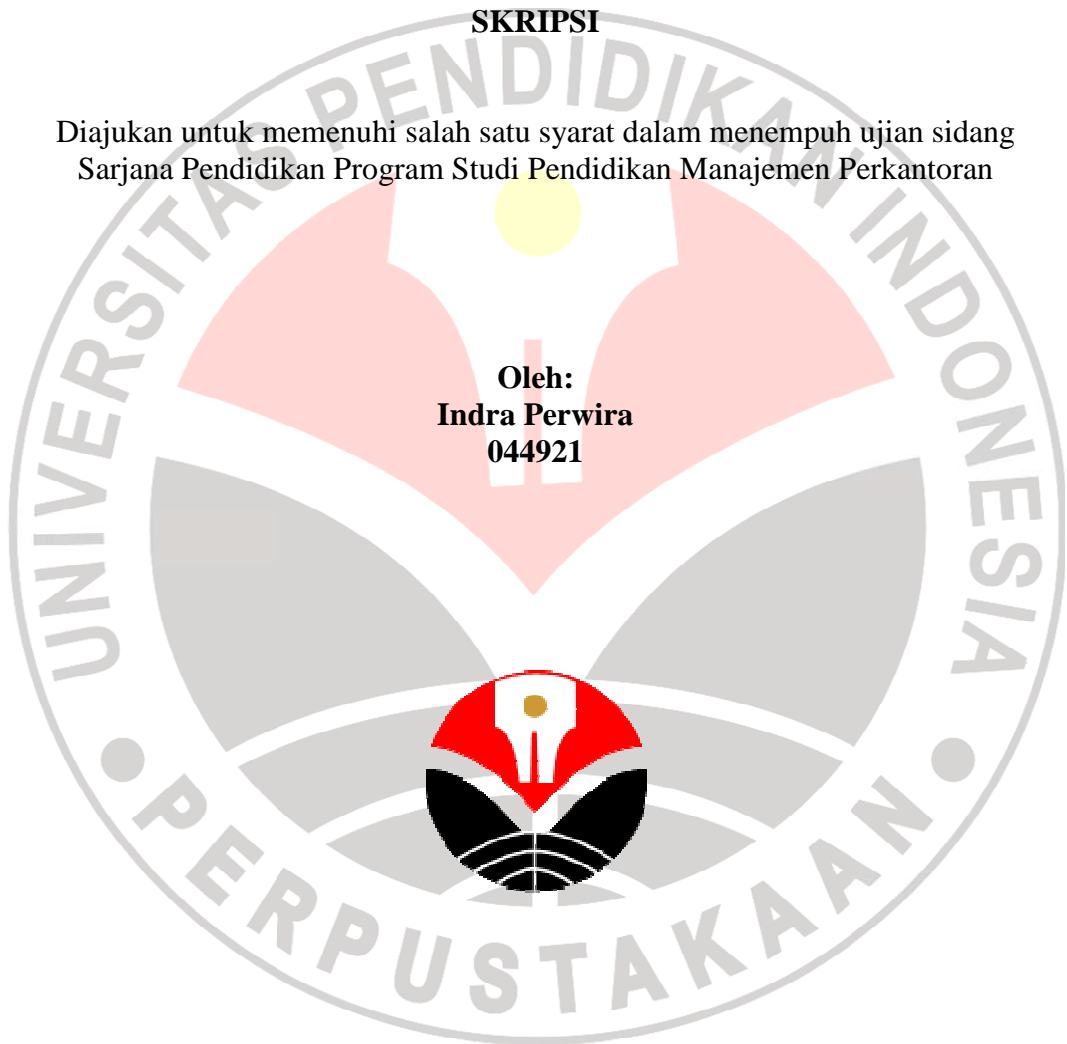 SKRIPSI
Diajukan untuk memenuhi salah satu syarat dalam menempuh ujian sidang
Sarjana Pendidikan Program Studi Pendidikan Manajemen Perkantoran
Oleh:
Indra Perwira
044921
UNIVERSITAS PENDIDIKAN INDONESIA
PERPUSTAKAAN